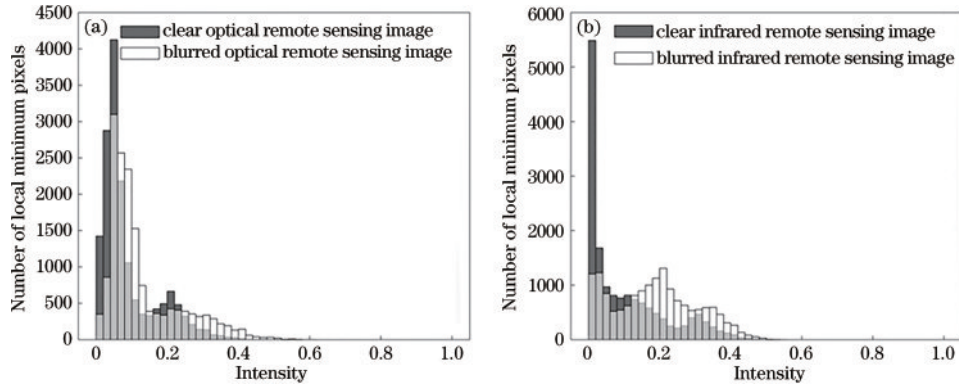 (a)
clear optical remote sensing image
blurred optical remote sensing image
Number of local minimum pixels
4500
4000
3500
3000
2500
2000
1500
1000
500
0
0 0.2 0.4 0.6 0.8 1.0
Intensity
(b)
clear infrared remote sensing image
blurred infrared remote sensing image
Number of local minimum pixels
6000
5000
4000
3000
2000
1000
0
0 0.2 0.4 0.6 0.8 1.0
Intensity